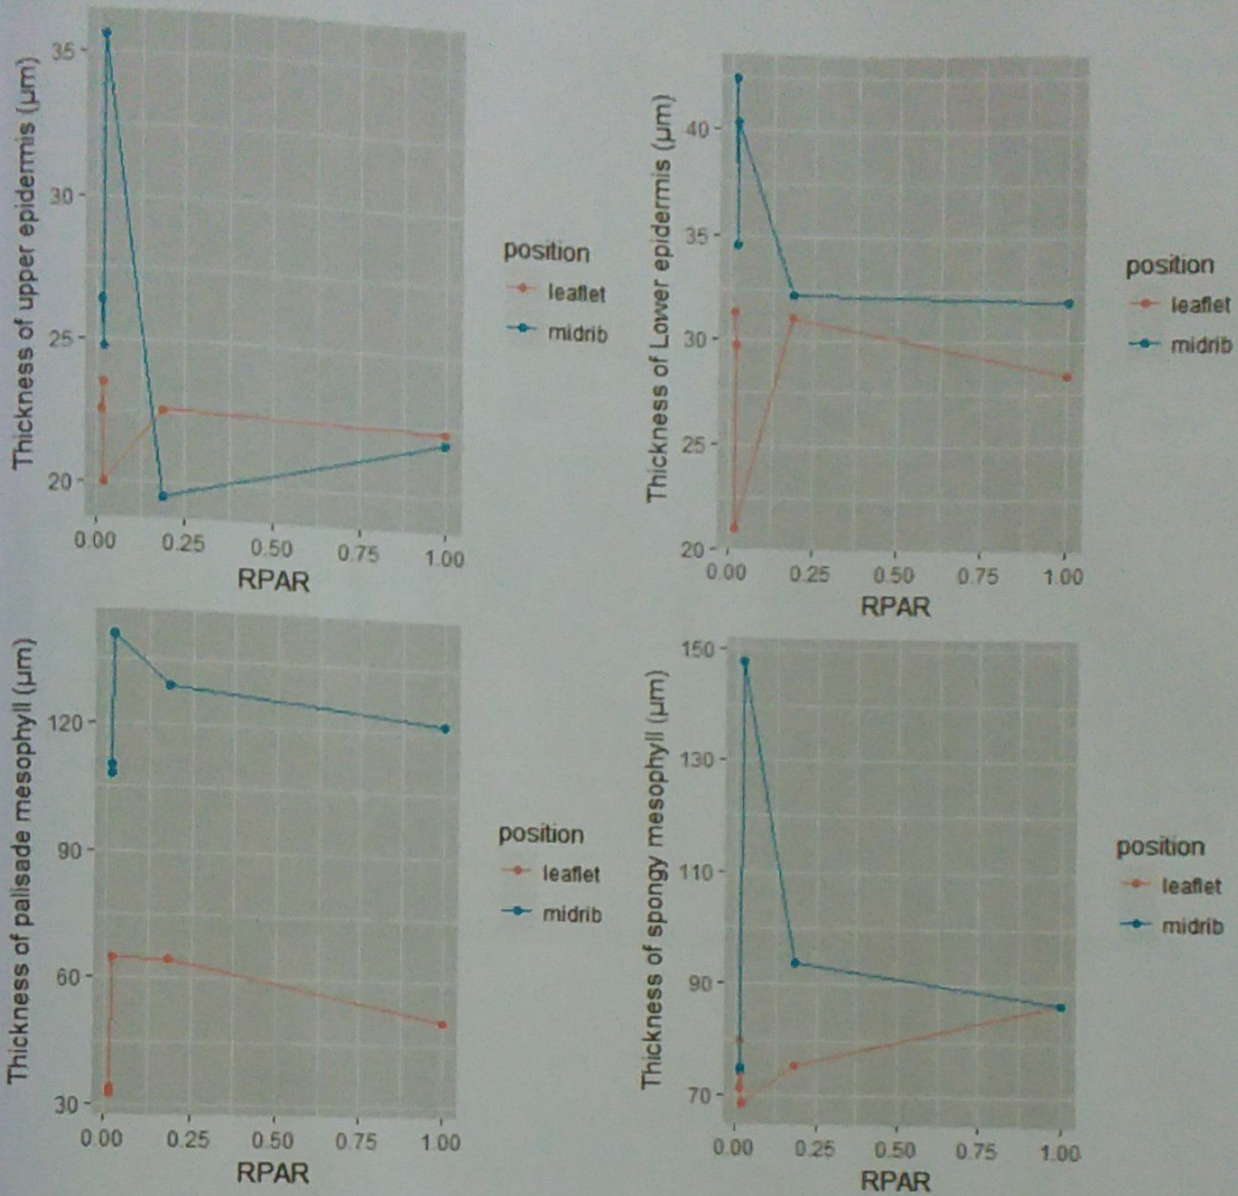 Thickness of upper epidermis (µm)
35
30
25
20
0.00 0.25 0.50 0.75 1.00
RPAR
position
leaflet
midrib
Thickness of Lower epidermis (µm)
40
35
30
25
20
0.00 0.25 0.50 0.75 1.00
RPAR
position
leaflet
midrib
Thickness of palisade mesophyll (µm)
120
90
60
30
0.00 0.25 0.50 0.75 1.00
RPAR
position
leaflet
midrib
Thickness of spongy mesophyll (µm)
150
130
110
90
70
0.00 0.25 0.50 0.75 1.00
RPAR
position
leaflet
midrib